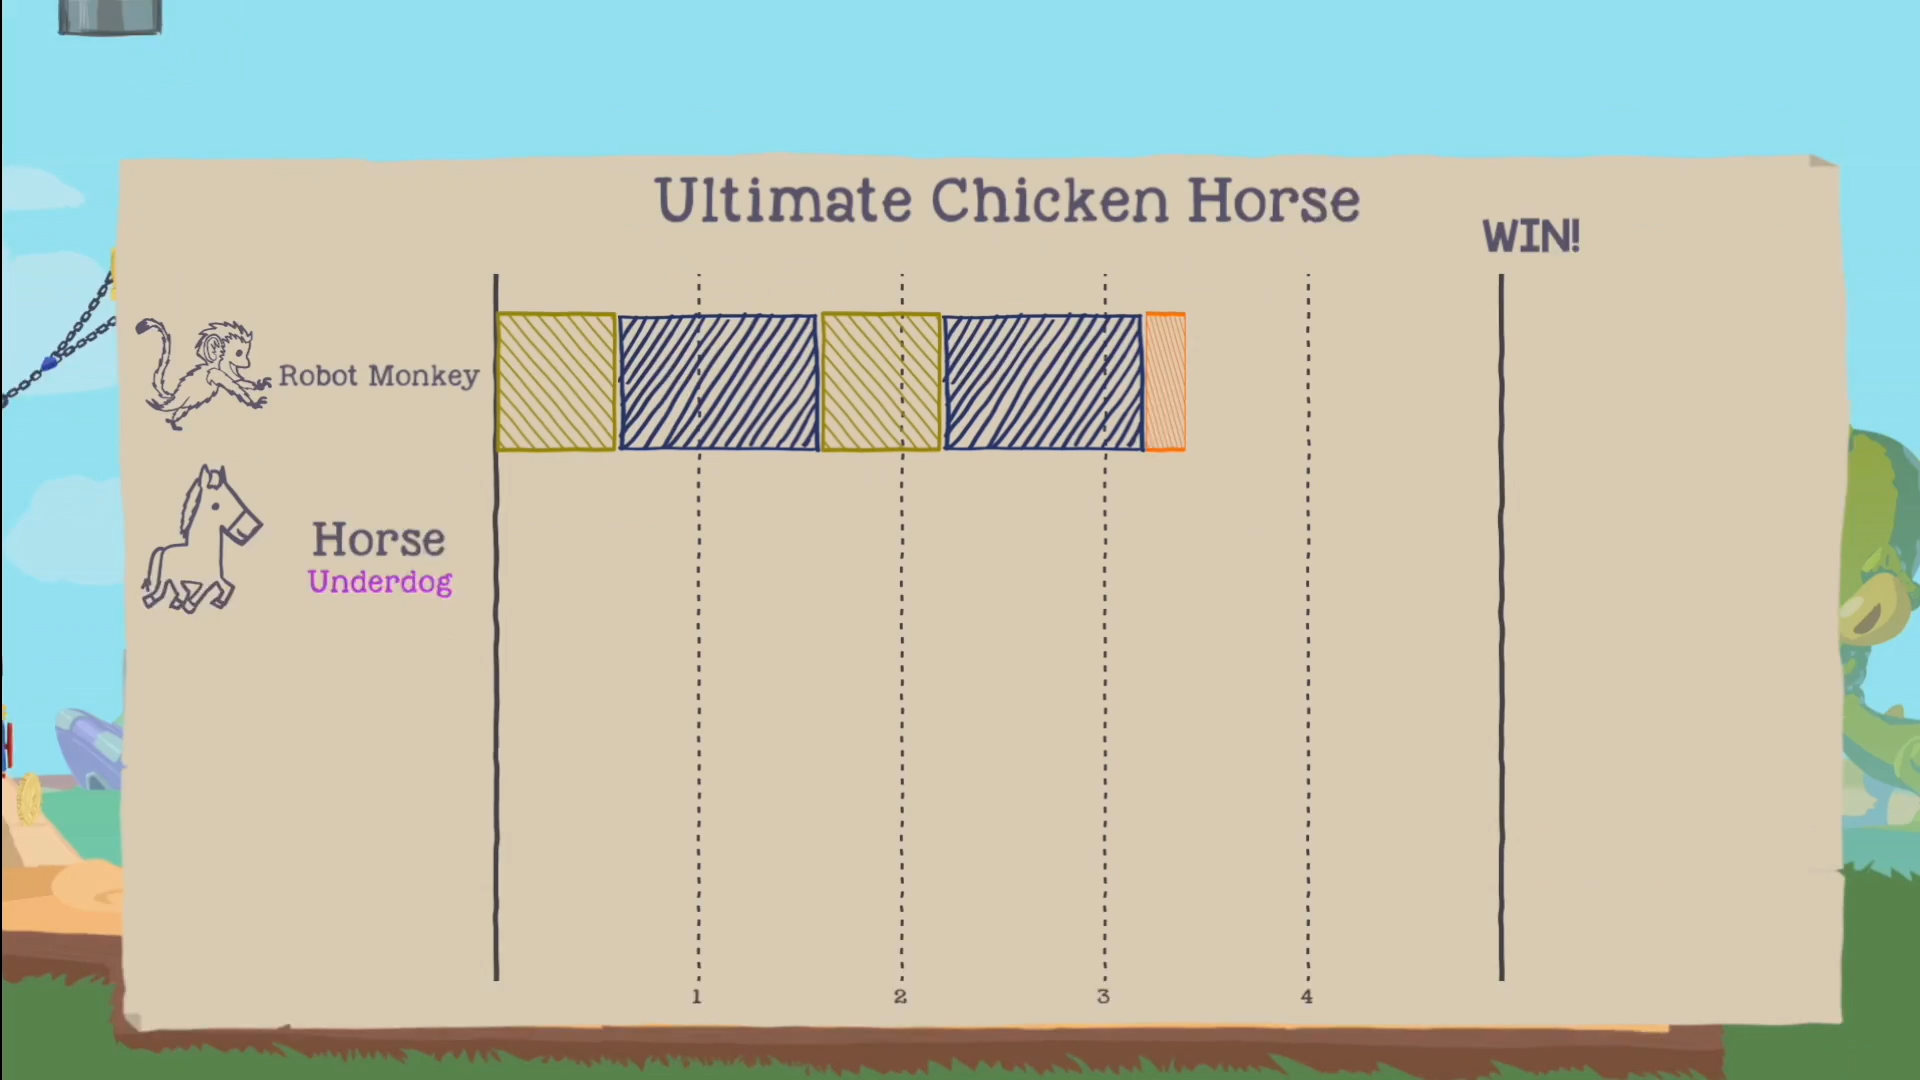 Ultimate Chicken Horse
WIN!
Robot Monkey
Horse
Underdog
1 2 3 4